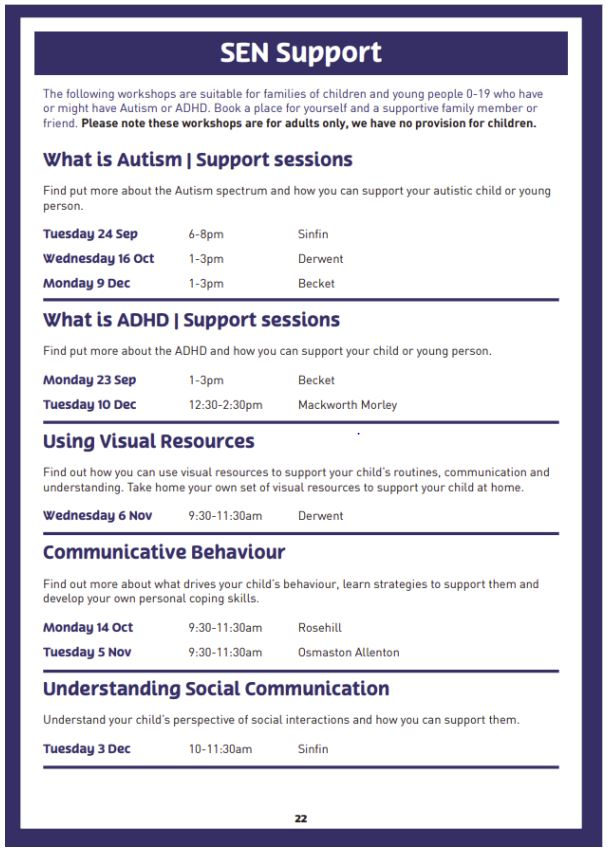 SEN Support
The following workshops are suitable for families of children and young people 0-19 who have
or might have Autism or ADHD. Book a place for yourself and a supportive family member or
friend. Please note these workshops are for adults only, we have no provision for children.
What is Autism | Support sessions
Find put more about the Autism spectrum and how you can support your autistic child or young
person.
Tuesday 24 Sep 6-8pm Sinfin
Wednesday 16 Oct 1-3pm Derwent
Monday 9 Dec 1-3pm Becket
What is ADHD | Support sessions
Find put more about the ADHD and how you can support your child or young person.
Monday 23 Sep 1-3pm Becket
Tuesday 10 Dec 12:30-2:30pm Mackworth Morley
Using Visual Resources
Find out how you can use visual resources to support your child's routines, communication and
understanding. Take home your own set of visual resources to support your child at home.
Wednesday 6 Nov 9:30-11:30am Derwent
Communicative Behaviour
Find out more about what drives your child's behaviour, learn strategies to support them and
develop your own personal coping skills.
Monday 14 Oct 9:30-11:30am Rosehill
Tuesday 5 Nov 9:30-11:30am Osmaston Allenton
Understanding Social Communication
Understand your child's perspective of social interactions and how you can support them.
Tuesday 3 Dec 10-11:30am Sinfin
22